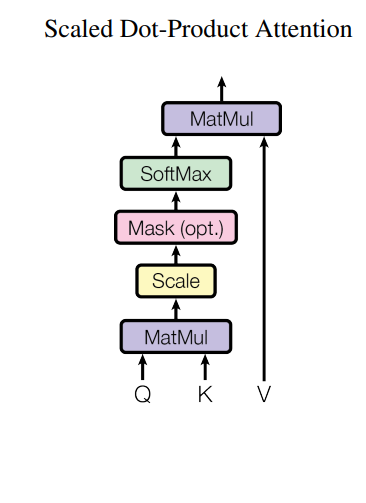 Scaled Dot-Product Attention
MatMul
SoftMax
Mask (opt.)
Scale
MatMul
Q K V